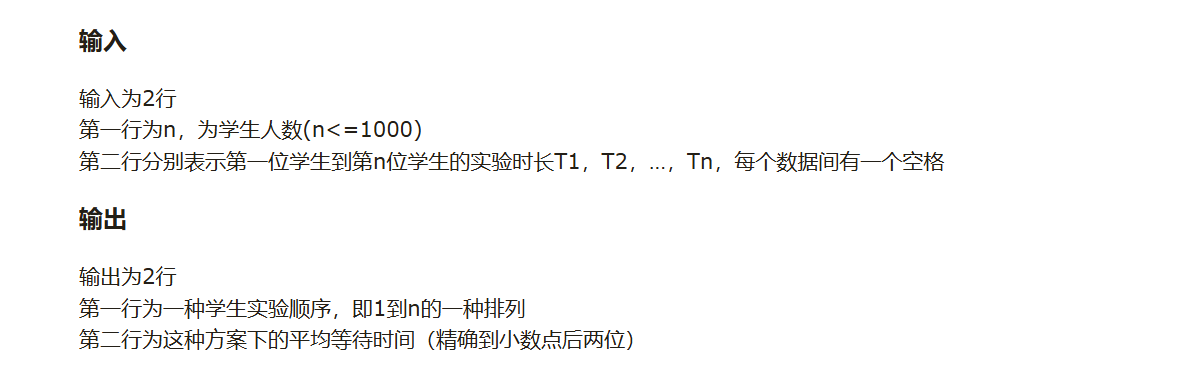 输入
输入为2行
第一行为n，为学生人数(n<=1000)
第二行分别表示第一位学生到第n位学生的实验时长T1，T2，…，Tn，每个数据间有一个空格
输出
输出为2行
第一行为一种学生实验顺序，即1到n的一种排列
第二行为这种方案下的平均等待时间（精确到小数点后两位）